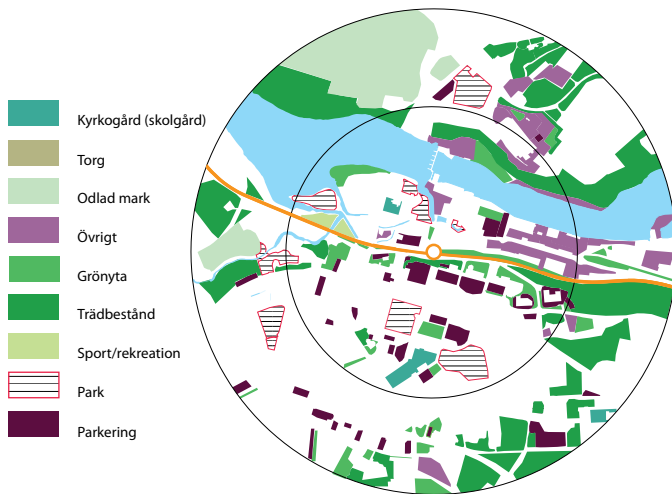 Kyrkogård (skolgård)
Torg
Odlad mark
Övrigt
Grönyta
Trädbestånd
Sport/rekreation
Park
Parkering